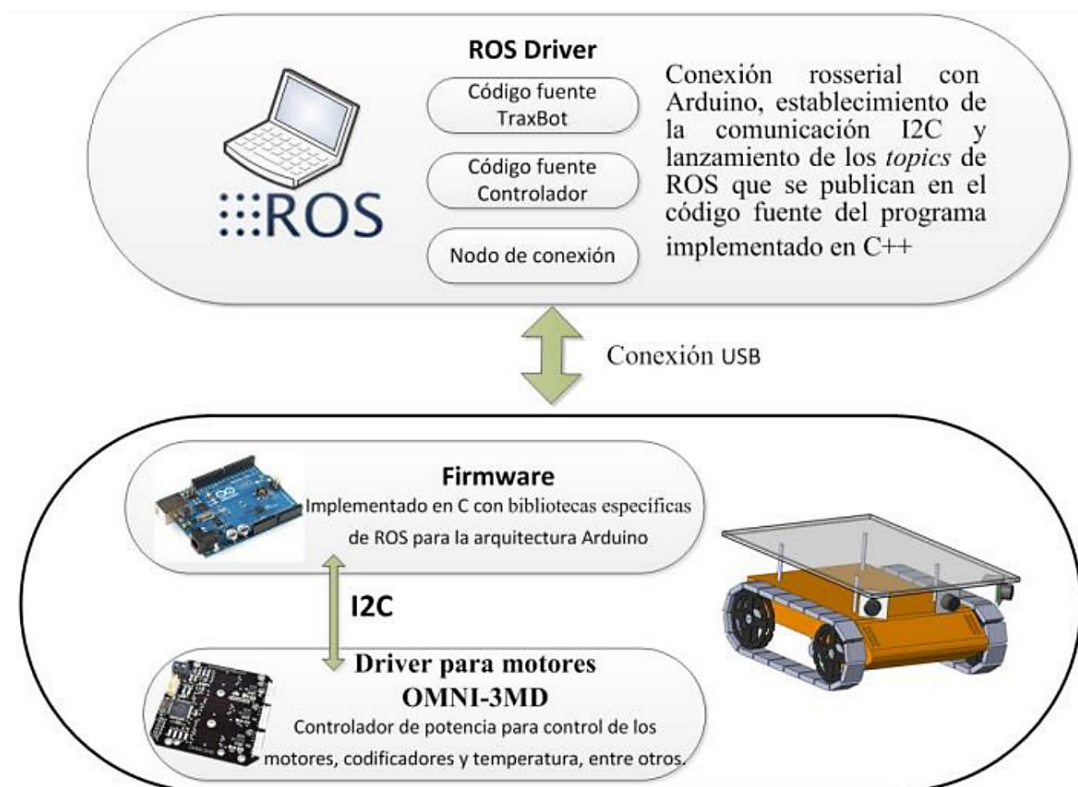 ROS Driver
Código fuente
TraxBot
Código fuente
Controlador
Nodo de conexión
:::ROS
Conexión rosserial con
Arduino, establecimiento de
la comunicación I2C y
lanzamiento de los topics de
ROS que se publican en el
código fuente del programa
implementado en C++
Conexión USB
Firmware
Implementado en C con bibliotecas específicas
de ROS para la arquitectura Arduino
I2C
Driver para motores
OMNI-3MD
Controlador de potencia para control de los
motores, codificadores y temperatura, entre otros.